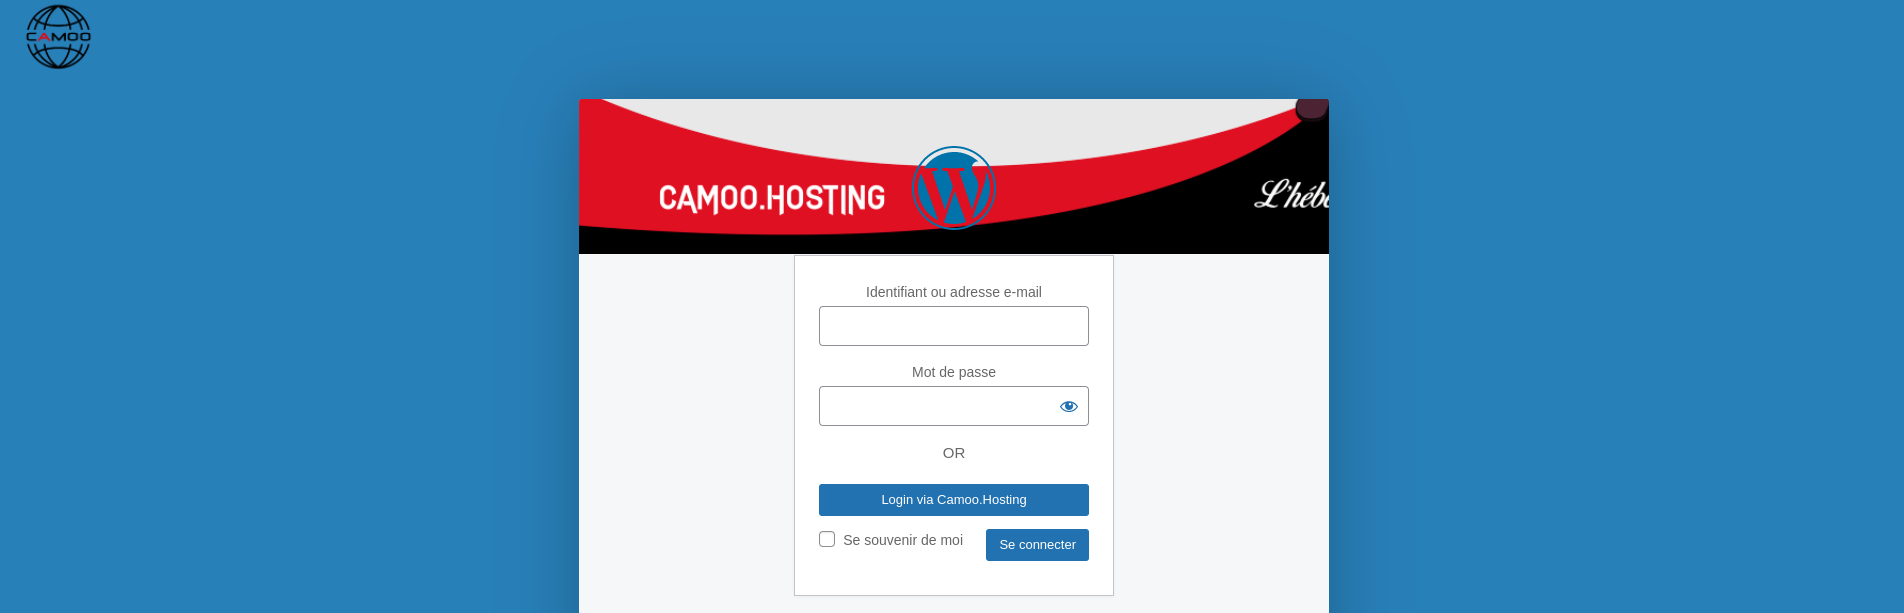 CAMOO
CAMOO.HOSTING
Identifiant ou adresse e-mail
Mot de passe
OR
Login via Camoo.Hosting
Se souvenir de moi
Se connecter